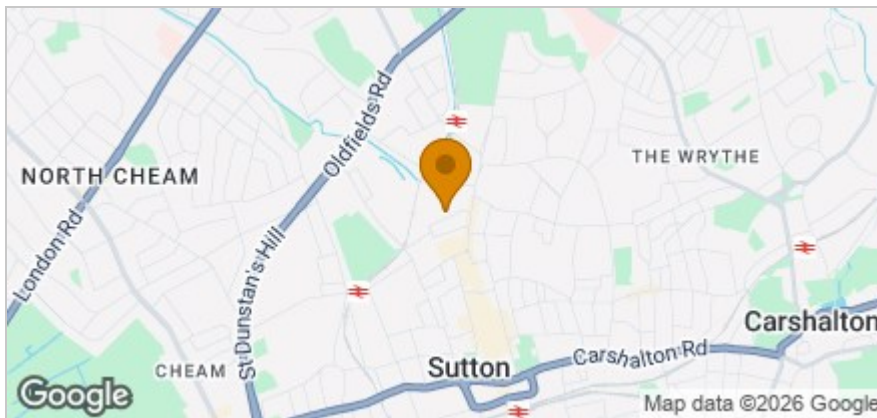 Oldfields Rd
THE WRYTHE
NORTH CHEAM
London Rd
St Dunstan's Hill
Carshalton
Carshalton Rd
CHEAM
Sutton
Google
Map data ©2026 Google